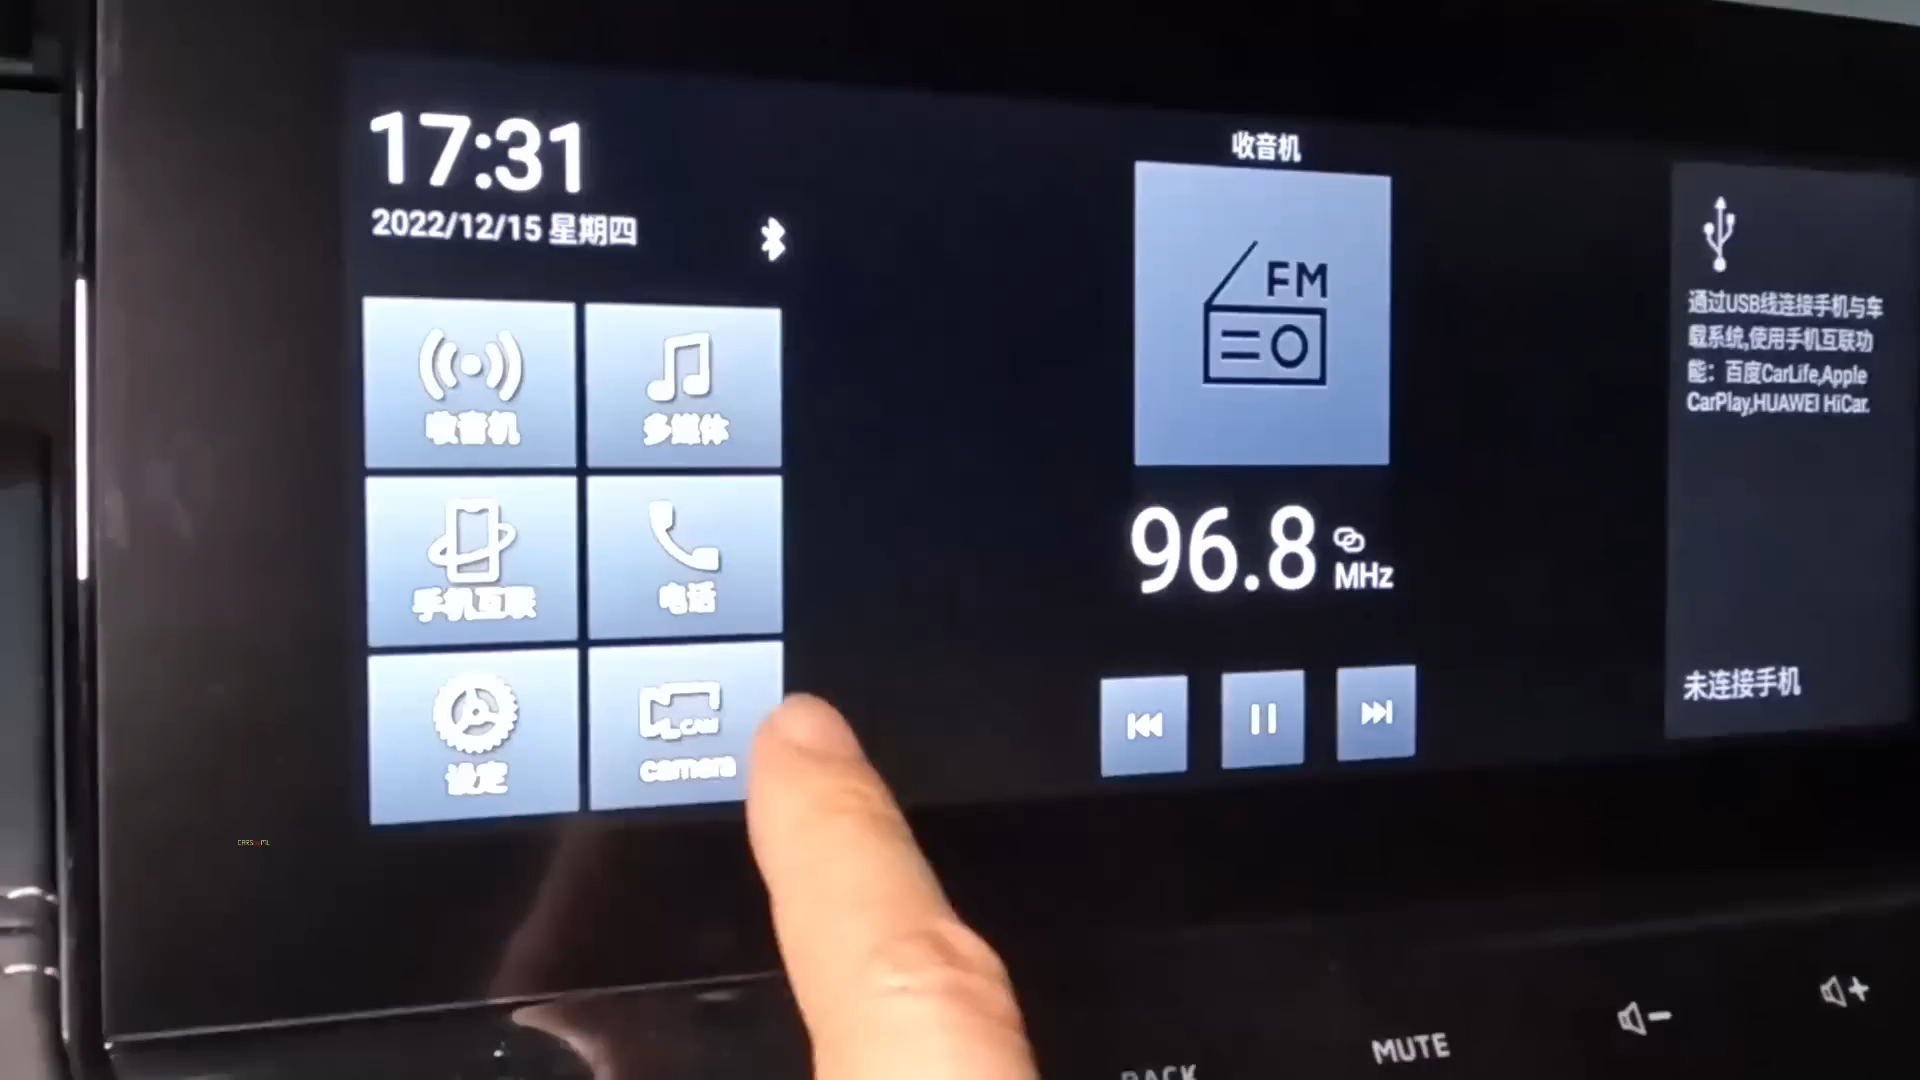 17:31
2022/12/15 星期四
收音机
多媒体
手机互联
电话
设定
CAM
camera
收音机
FM
96.8
MHz
通过USB线连接手机与车
载系统,使用手机互联功
能：百度CarLife,Apple
CarPlay,HUAWEI HiCar.
未连接手机
BACK
MUTE
CARS